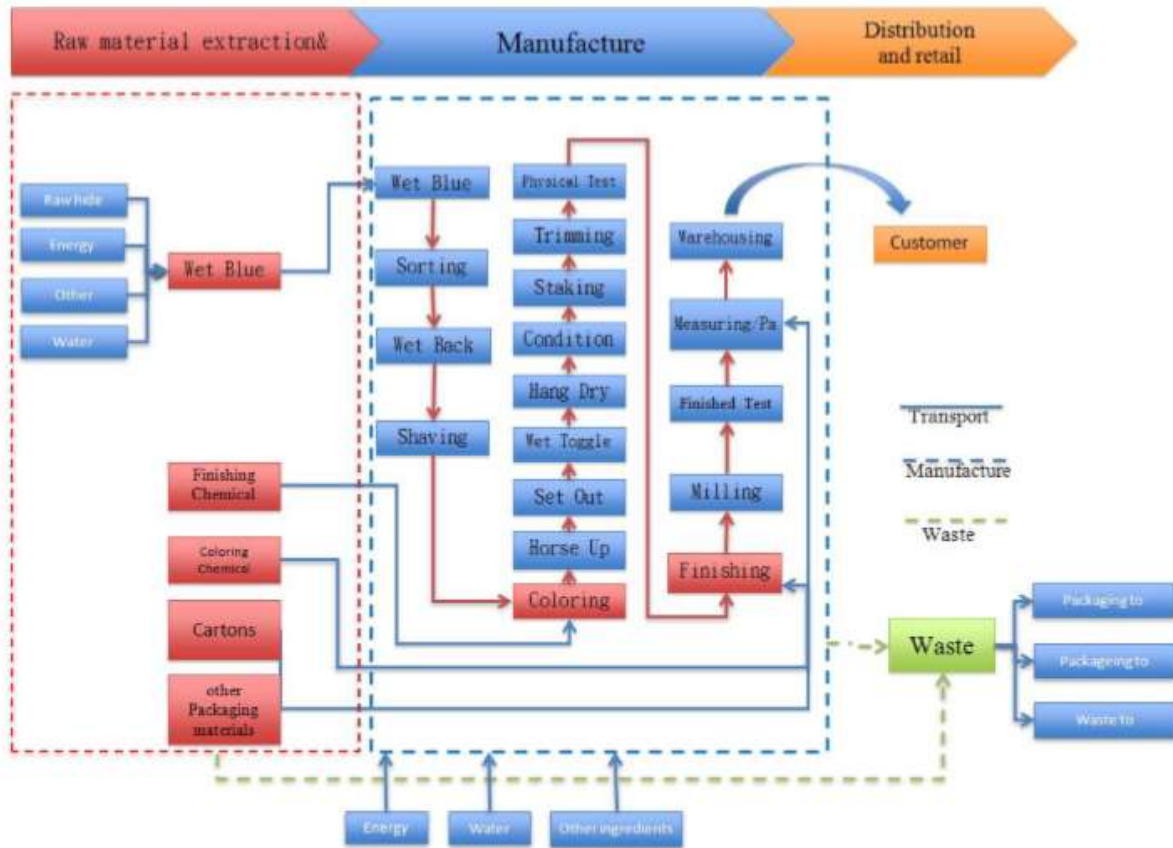 Raw material extraction&
Manufacture
Distribution
and retail
Raw hide
Energy
Other
Water
Wet Blue
Finishing
Chemical
Coloring
Chemical
Cartons
other
Packaging
materials
Wet Blue
Sorting
Wet Back
Shaving
Physical Test
Trimming
Staking
Condition
Hang Dry
Wet Toggle
Set Out
Horse Up
Coloring
Warehousing
Measuring/Pa
Finished Test
Milling
Finishing
Customer
Transport
Manufacture
Waste
Waste
Packaging to
Packageing to
Waste to
Energy
Water
Other ingredients